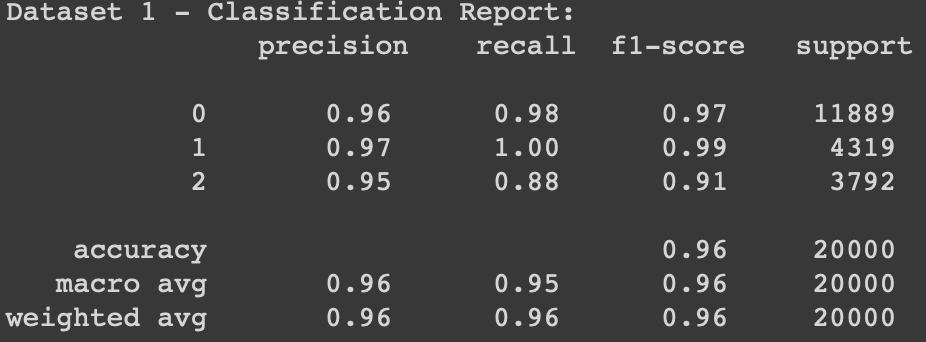 Dataset 1 - Classification Report:
precision recall f1-score support
0 0.96 0.98 0.97 11889
1 0.97 1.00 0.99 4319
2 0.95 0.88 0.91 3792
accuracy 0.96 20000
macro avg 0.96 0.95 0.96 20000
weighted avg 0.96 0.96 0.96 20000